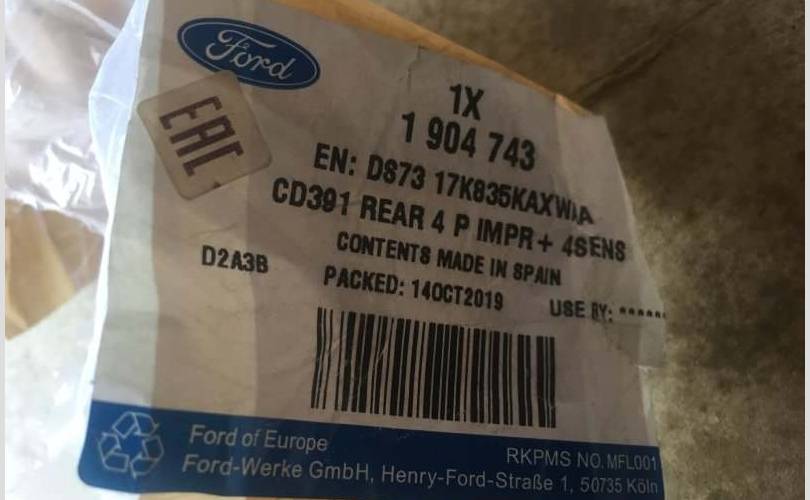 Ford
EAC
1X
1 904 743
EN: DS73 17K835KAXWAA
CD391 REAR 4 P IMPR+ 4SENS
CONTENTS MADE IN SPAIN
D2A3B
PACKED: 14OCT2019
USE BY: ******
Ford of Europe
RKPMS NO. MFL001
Ford-Werke GmbH, Henry-Ford-Straße 1, 50735 Köln